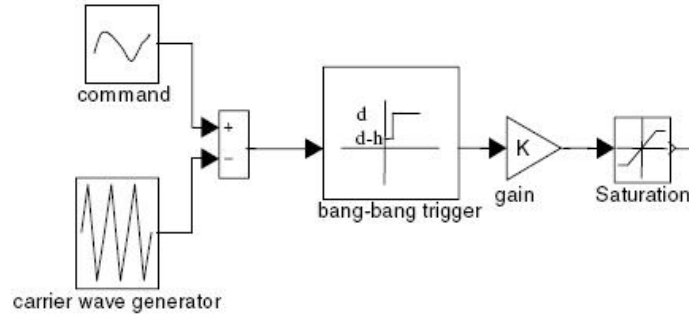 command
+
−
d
d-h
K
bang-bang trigger
gain
Saturation
carrier wave generator